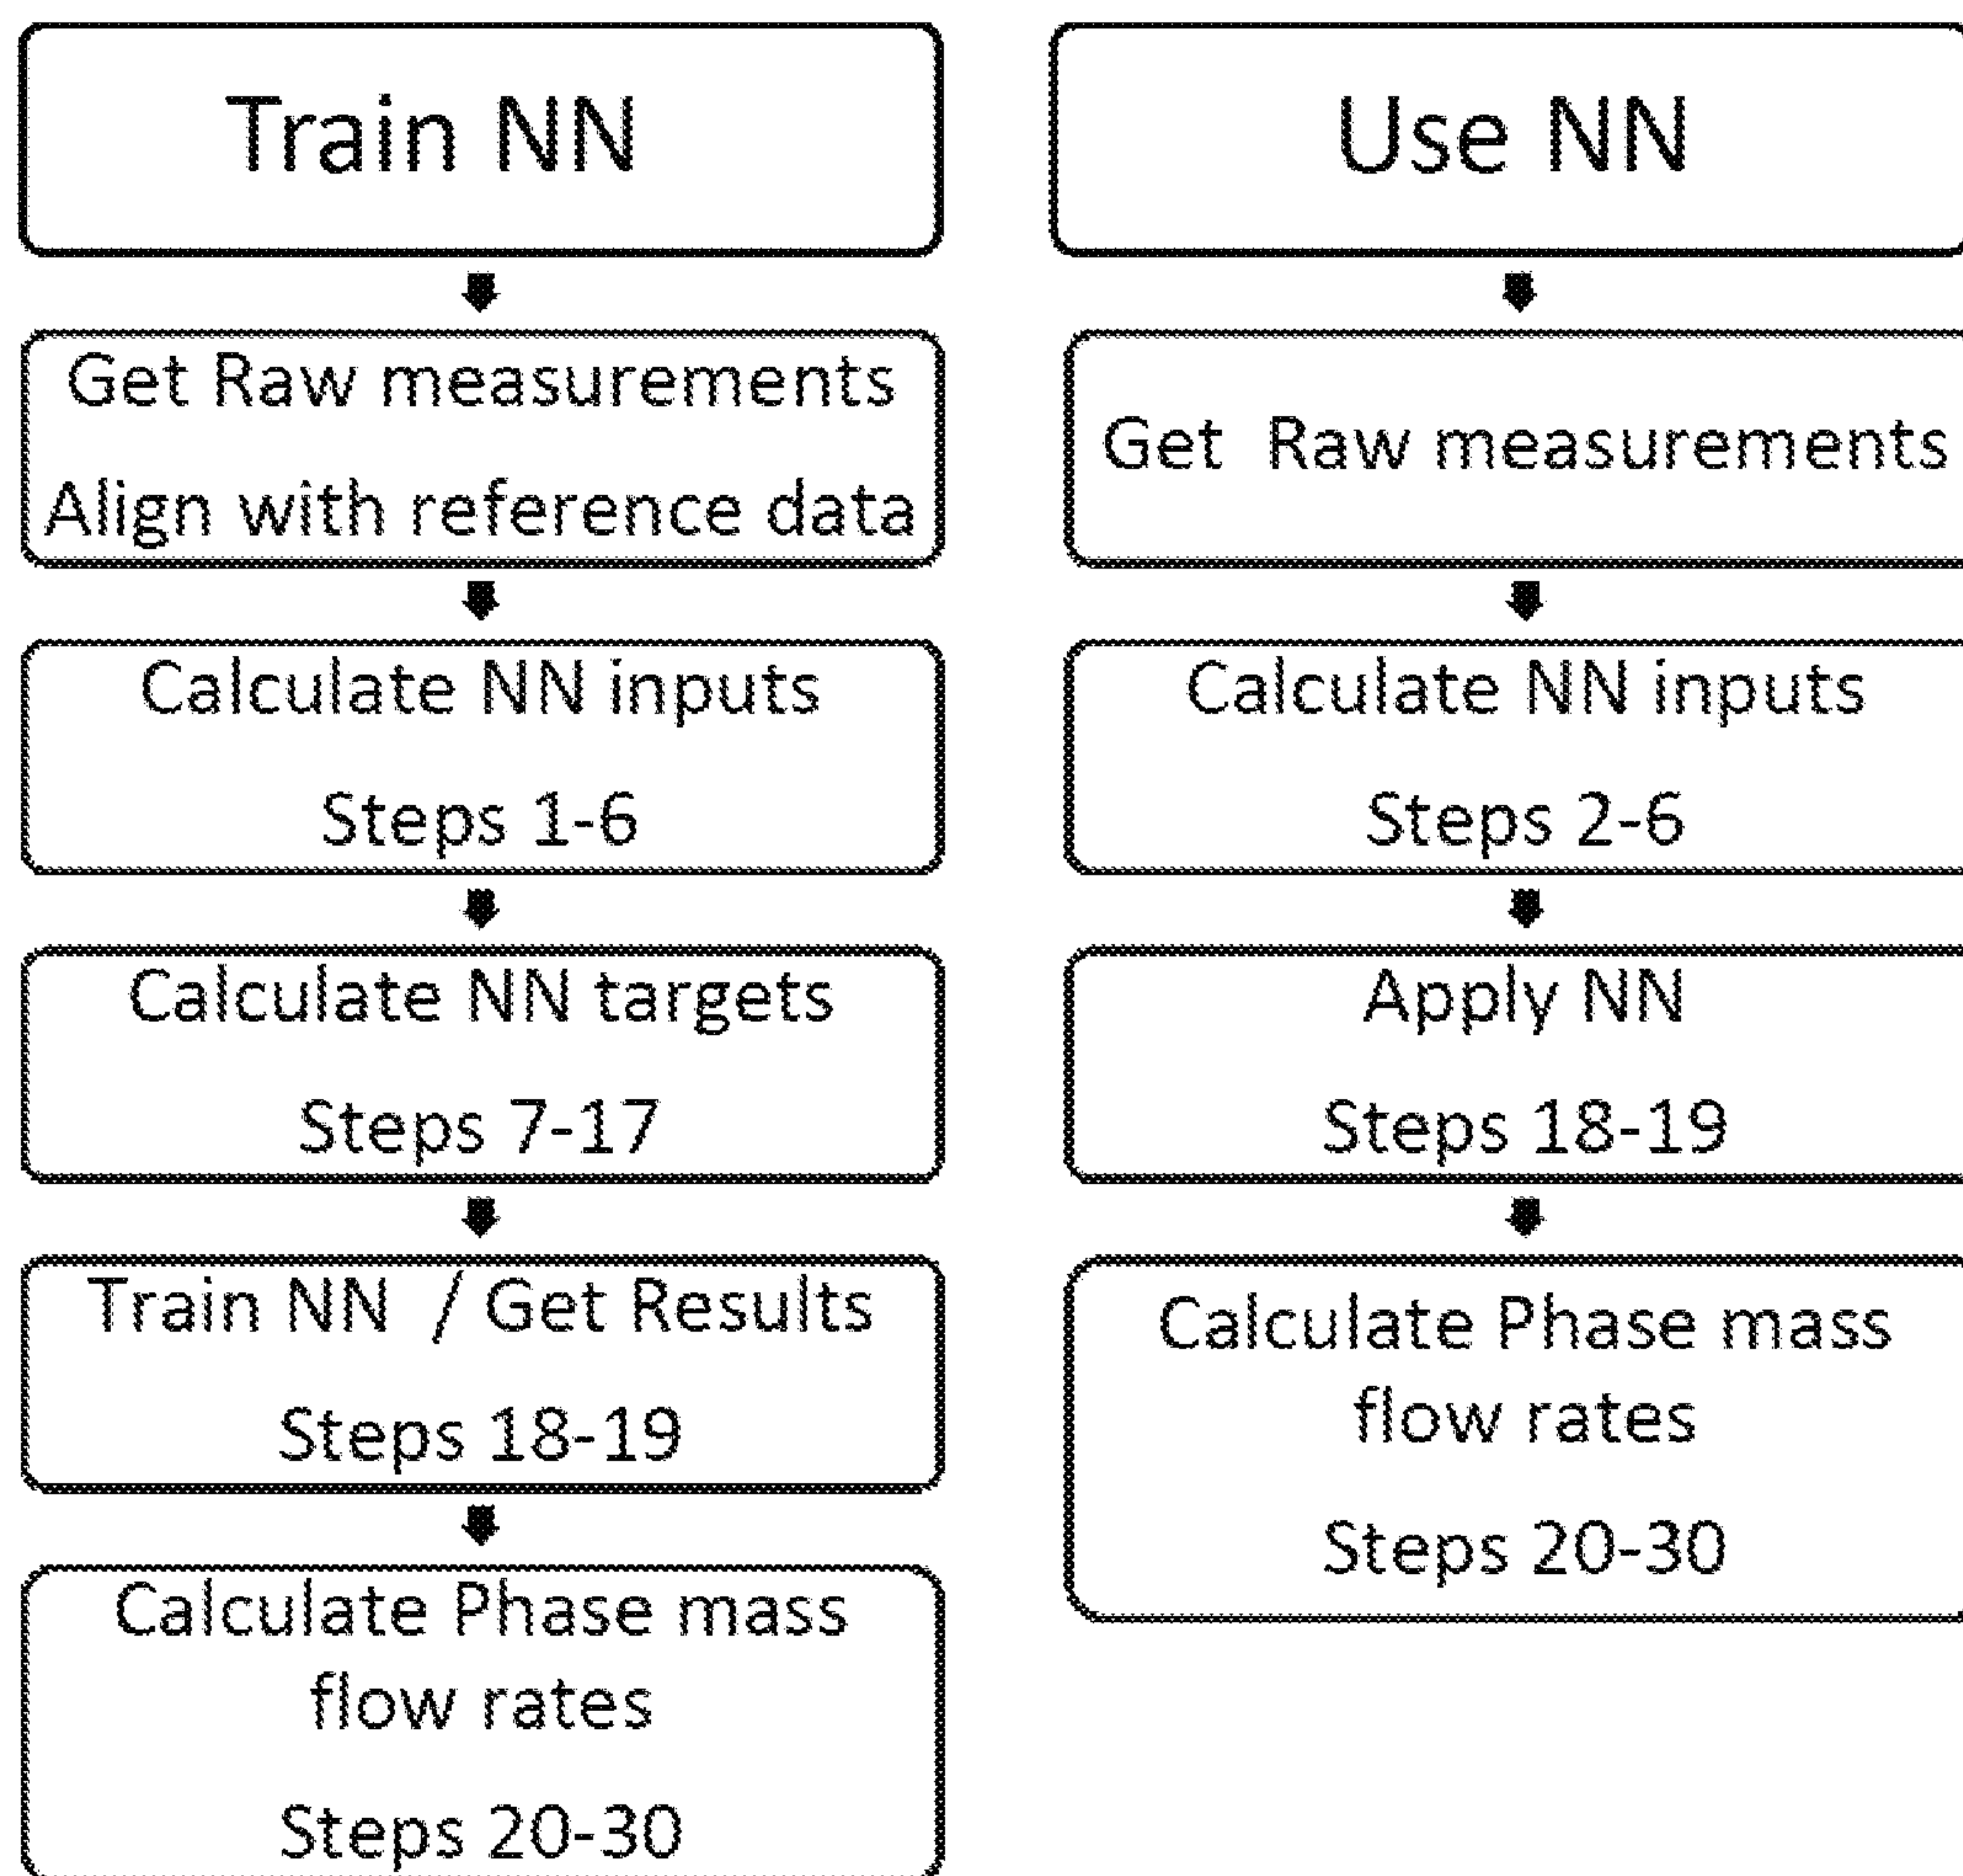 Train NN
Get Raw measurements
Align with reference data
Calculate NN inputs
Steps 1-6
Calculate NN targets
Steps 7-17
Train NN / Get Results
Steps 18-19
Calculate Phase mass
flow rates
Steps 20-30
Use NN
Get Raw measurements
Calculate NN inputs
Steps 2-6
Apply NN
Steps 18-19
Calculate Phase mass
flow rates
Steps 20-30